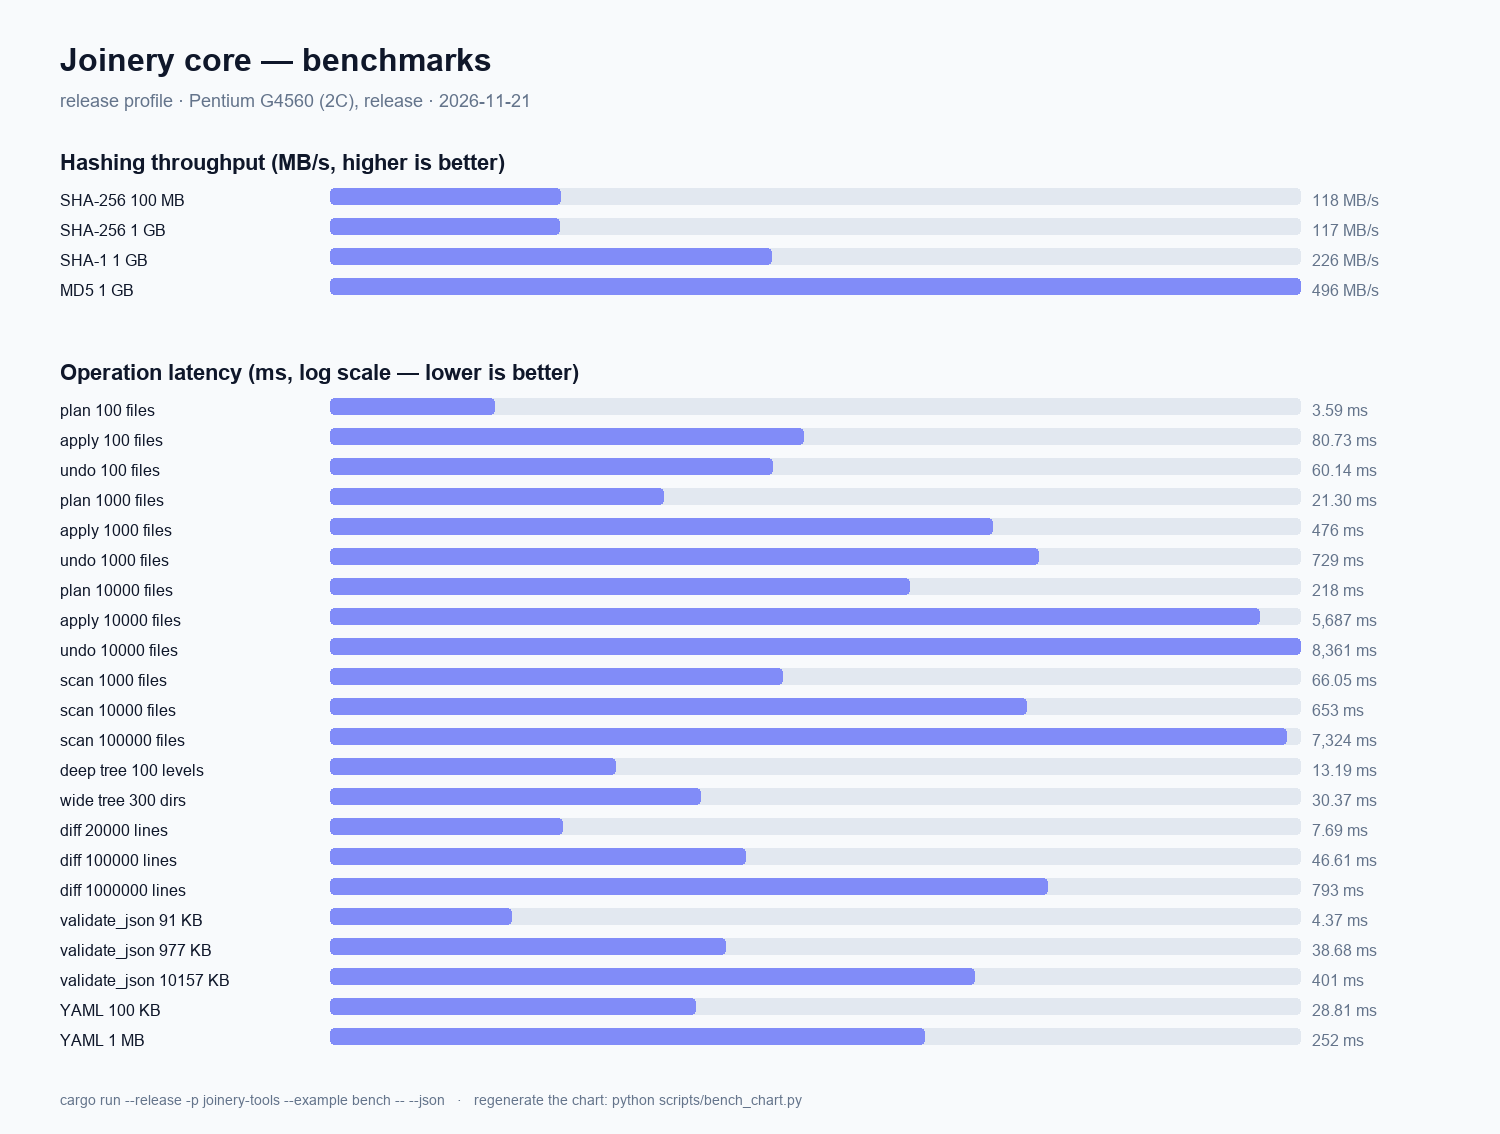 Joinery core — benchmarks
release profile · Pentium G4560 (2C), release · 2026-11-21
Hashing throughput (MB/s, higher is better)
SHA-256 100 MB 118 MB/s
SHA-256 1 GB 117 MB/s
SHA-1 1 GB 226 MB/s
MD5 1 GB 496 MB/s
Operation latency (ms, log scale — lower is better)
plan 100 files 3.59 ms
apply 100 files 80.73 ms
undo 100 files 60.14 ms
plan 1000 files 21.30 ms
apply 1000 files 476 ms
undo 1000 files 729 ms
plan 10000 files 218 ms
apply 10000 files 5,687 ms
undo 10000 files 8,361 ms
scan 1000 files 66.05 ms
scan 10000 files 653 ms
scan 100000 files 7,324 ms
deep tree 100 levels 13.19 ms
wide tree 300 dirs 30.37 ms
diff 20000 lines 7.69 ms
diff 100000 lines 46.61 ms
diff 1000000 lines 793 ms
validate_json 91 KB 4.37 ms
validate_json 977 KB 38.68 ms
validate_json 10157 KB 401 ms
YAML 100 KB 28.81 ms
YAML 1 MB 252 ms
cargo run --release -p joinery-tools --example bench -- --json · regenerate the chart: python scripts/bench_chart.py